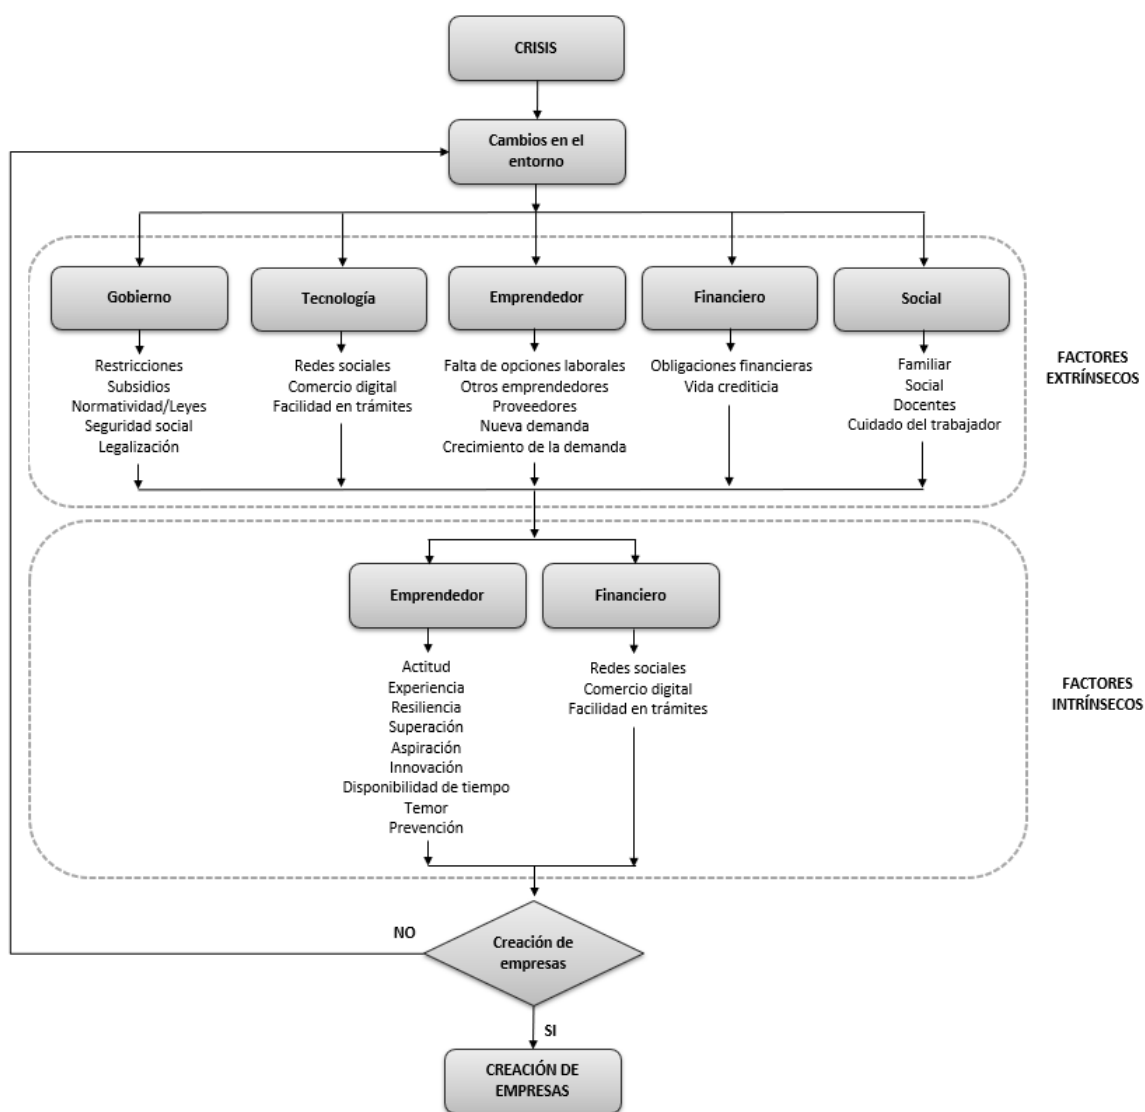 CRISIS
Cambios en el
entorno
Gobierno
Tecnología
Emprendedor
Financiero
Social
Restricciones
Subsidios
Normatividad/Leyes
Seguridad social
Legalización
Redes sociales
Comercio digital
Facilidad en trámites
Falta de opciones laborales
Otros emprendedores
Proveedores
Nueva demanda
Crecimiento de la demanda
Obligaciones financieras
Vida crediticia
Familiar
Social
Docentes
Cuidado del trabajador
FACTORES
EXTRÍNSECOS
Emprendedor
Financiero
Actitud
Experiencia
Resiliencia
Superación
Aspiración
Innovación
Disponibilidad de tiempo
Temor
Prevención
Redes sociales
Comercio digital
Facilidad en trámites
FACTORES
INTRÍNSECOS
NO
Creación de
empresas
SI
CREACIÓN DE
EMPRESAS